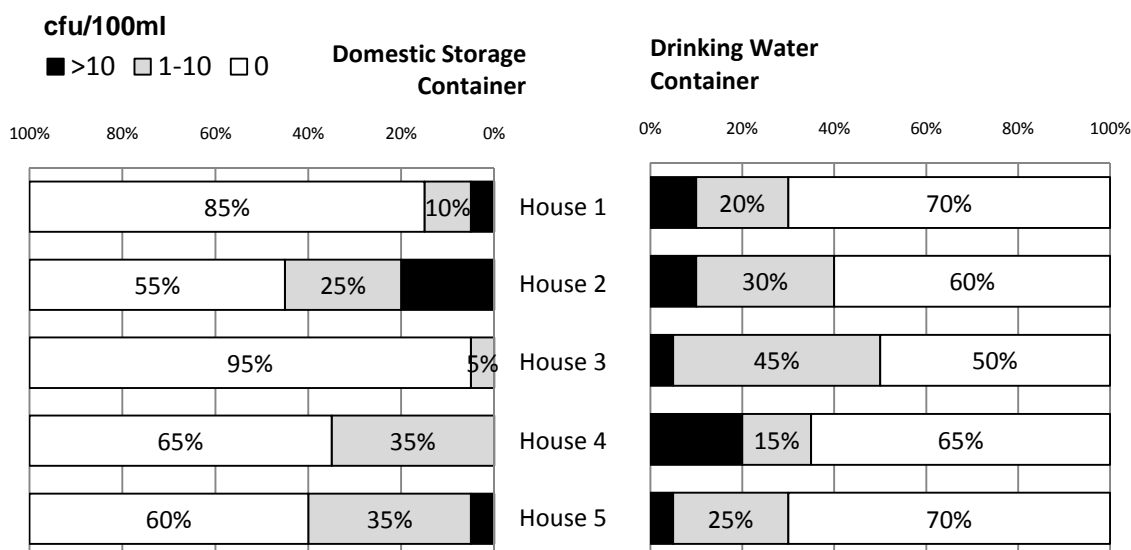 cfu/100ml
>10 1-10 0
Domestic Storage
Container
Drinking Water
Container
100% 80% 60% 40% 20% 0%
0% 20% 40% 60% 80% 100%
85% 10% House 1 20% 70%
55% 25% House 2 30% 60%
95% 5% House 3 45% 50%
65% 35% House 4 15% 65%
60% 35% House 5 25% 70%